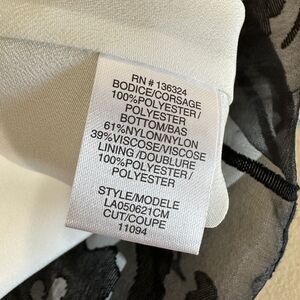 RN # 136324
BODICE/CORSAGE
100%POLYESTER/
POLYESTER
BOTTOM/BAS
61%NYLON/NYLON
39%VISCOSE/VISCOSE
LINING/DOUBLURE
100%POLYESTER/
POLYESTER
STYLE/MODELE
LA050621CM
CUT/COUPE
11094